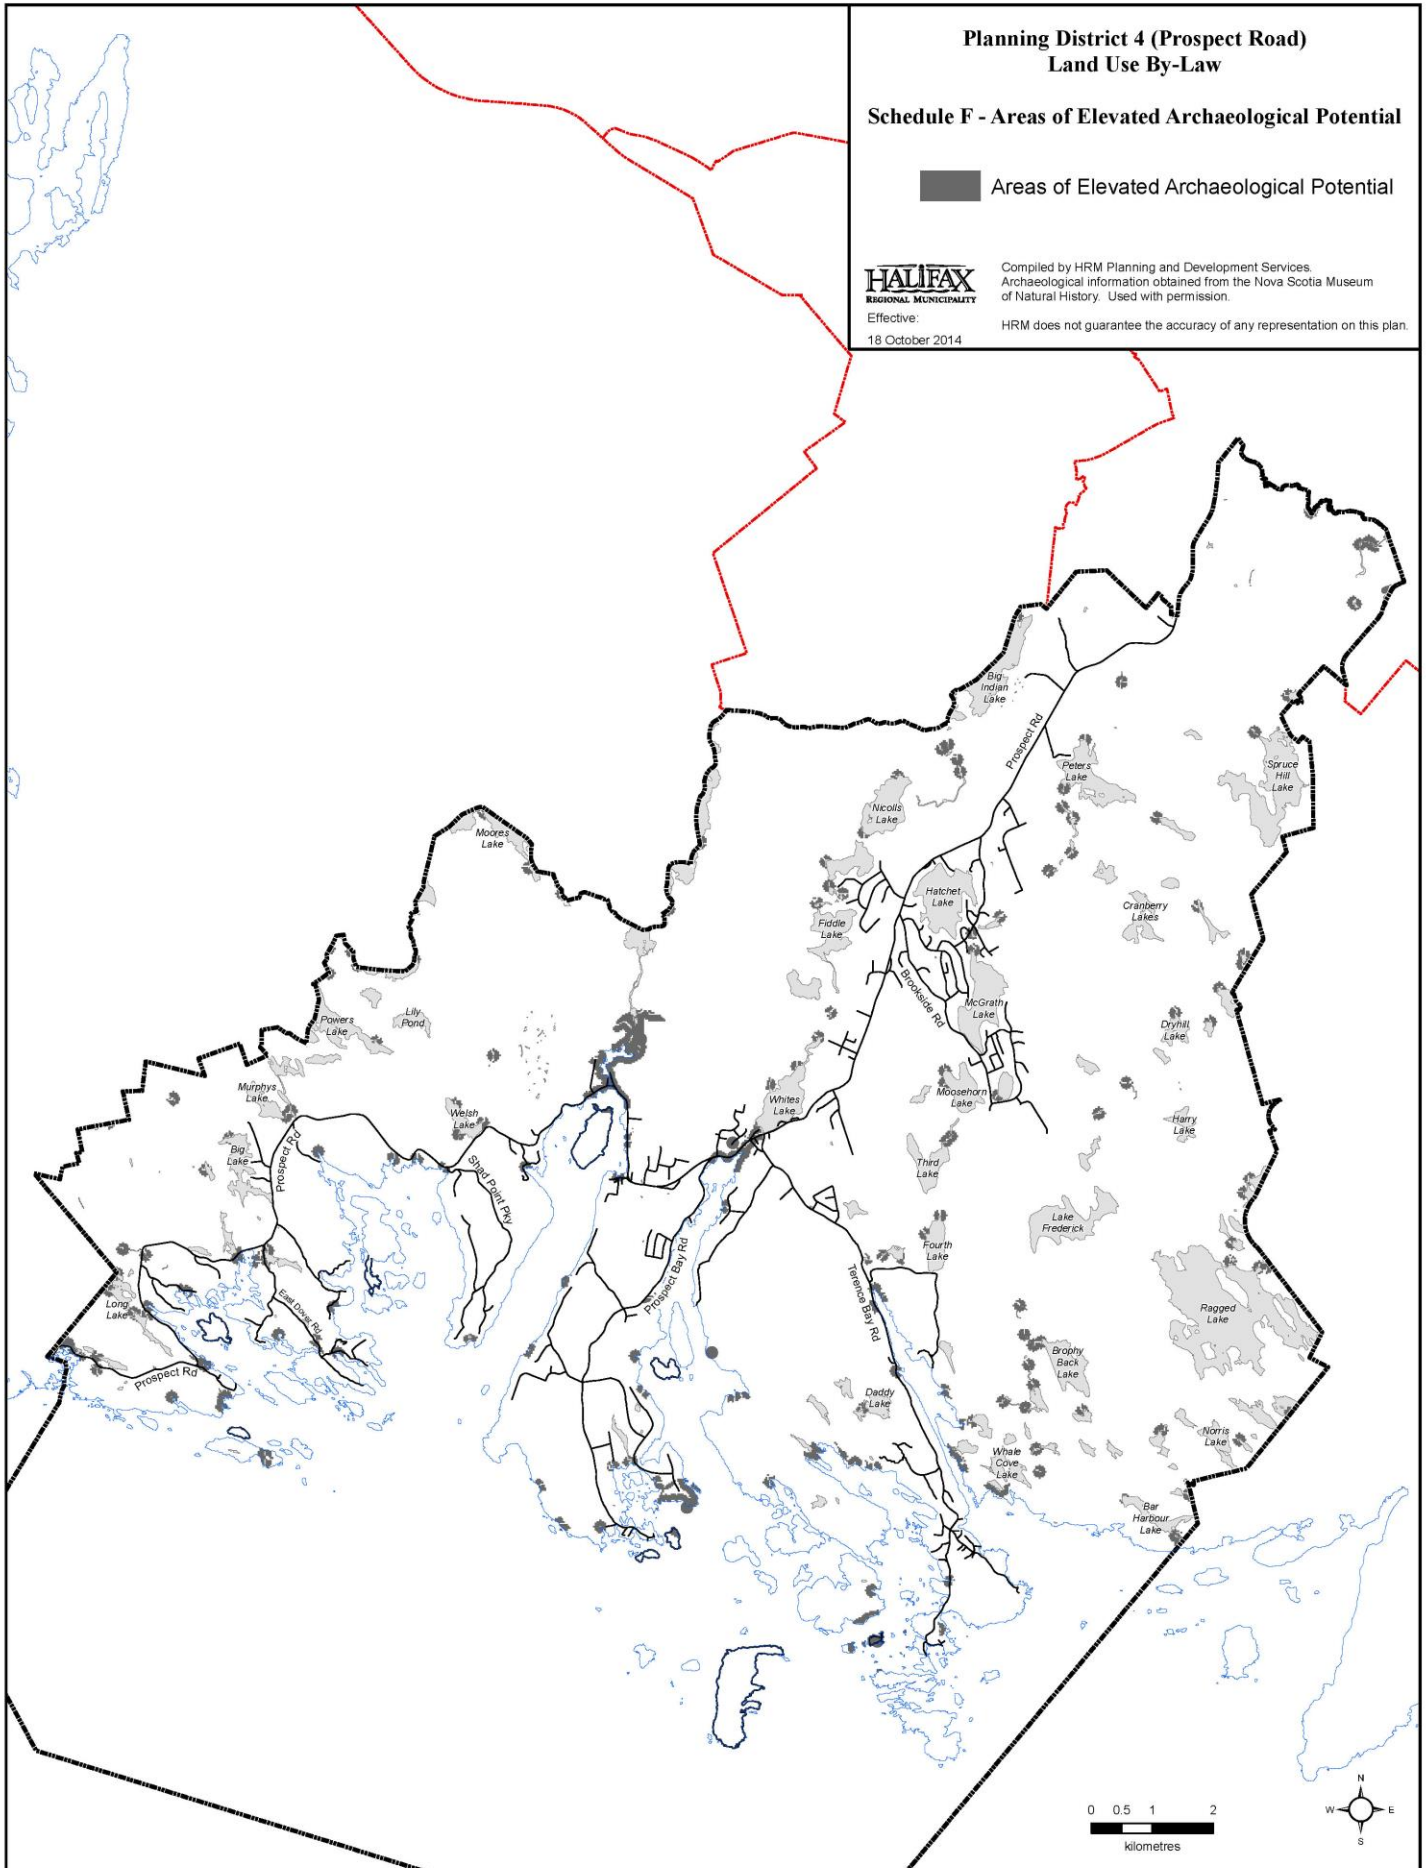 Planning District 4 (Prospect Road)
Land Use By-Law
Schedule F - Areas of Elevated Archaeological Potential
Areas of Elevated Archaeological Potential
HALIFAX
REGIONAL MUNICIPALITY
Compiled by HRM Planning and Development Services.
Archaeological information obtained from the Nova Scotia Museum
of Natural History. Used with permission.
Effective:
18 October 2014
HRM does not guarantee the accuracy of any representation on this plan.
Big
Indian
Lake
Prospect Rd
Peters
Lake
Spruce
Hill
Lake
Nicolls
Lake
Moores
Lake
Hatchet
Lake
Cranberry
Lakes
Fiddle
Lake
Brookside Rd
McGrath
Lake
Powers
Lake
Lily
Pond
Dryhill
Lake
Murphys
Lake
Welsh
Lake
Whites
Lake
Moosehorn
Lake
Harry
Lake
Big
Lake
Prospect Rd
Shad Point Pky
Third
Lake
Lake
Frederick
Fourth
Lake
Prospect Bay Rd
Terence Bay Rd
Long
Lake
East Dover Rd
Ragged
Lake
Prospect Rd
Brophy
Back
Lake
Daddy
Lake
Norris
Lake
Whale
Cove
Lake
Bar
Harbour
Lake
N
W
E
S
0 0.5 1 2
kilometres